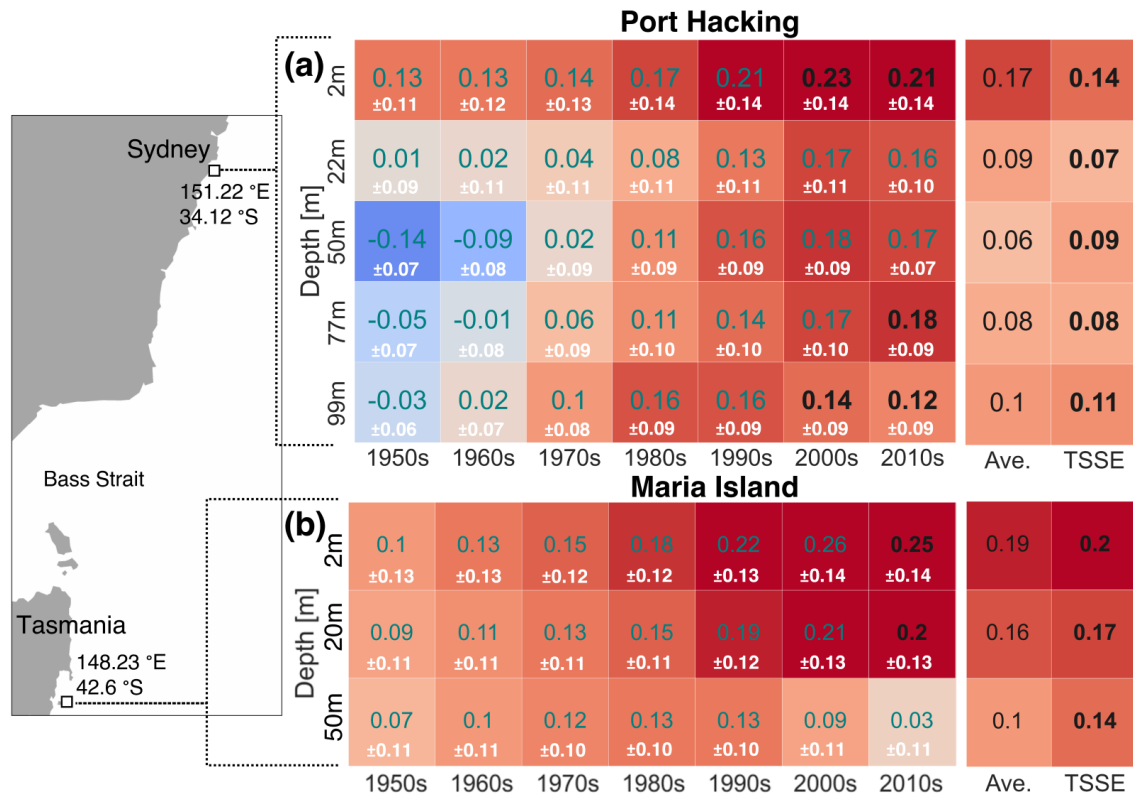 Port Hacking
(a)
2m 0.13 0.13 0.14 0.17 0.21 0.23 0.21 0.17 0.14
±0.11 ±0.12 ±0.13 ±0.14 ±0.14 ±0.14 ±0.14
22m 0.01 0.02 0.04 0.08 0.13 0.17 0.16 0.09 0.07
±0.09 ±0.11 ±0.11 ±0.11 ±0.11 ±0.11 ±0.10
50m -0.14 -0.09 0.02 0.11 0.16 0.18 0.17 0.06 0.09
±0.07 ±0.08 ±0.09 ±0.09 ±0.09 ±0.09 ±0.07
77m -0.05 -0.01 0.06 0.11 0.14 0.17 0.18 0.08 0.08
±0.07 ±0.08 ±0.09 ±0.10 ±0.10 ±0.10 ±0.09
99m -0.03 0.02 0.1 0.16 0.16 0.14 0.12 0.1 0.11
±0.06 ±0.07 ±0.08 ±0.09 ±0.09 ±0.09 ±0.09
Depth [m]
1950s 1960s 1970s 1980s 1990s 2000s 2010s Ave. TSSE
Sydney
151.22 °E
34.12 °S
Bass Strait
Tasmania
148.23 °E
42.6 °S
Maria Island
(b)
2m 0.1 0.13 0.15 0.18 0.22 0.26 0.25 0.19 0.2
±0.13 ±0.13 ±0.12 ±0.12 ±0.13 ±0.14 ±0.14
20m 0.09 0.11 0.13 0.15 0.19 0.21 0.2 0.16 0.17
±0.11 ±0.11 ±0.11 ±0.11 ±0.12 ±0.13 ±0.13
50m 0.07 0.1 0.12 0.13 0.13 0.09 0.03 0.1 0.14
±0.11 ±0.11 ±0.10 ±0.10 ±0.10 ±0.11 ±0.11
Depth [m]
1950s 1960s 1970s 1980s 1990s 2000s 2010s Ave. TSSE